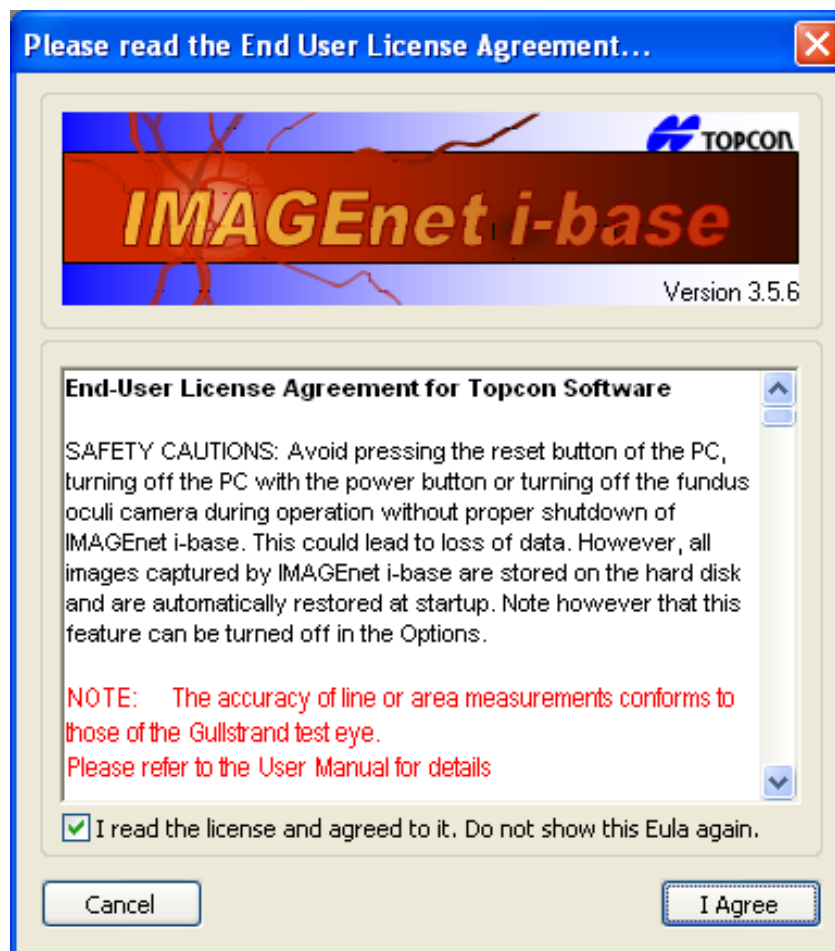 Please read the End User License Agreement...
TOPCON
IMAGEnet i-base
Version 3.5.6
End-User License Agreement for Topcon Software
SAFETY CAUTIONS: Avoid pressing the reset button of the PC,
turning off the PC with the power button or turning off the fundus
oculi camera during operation without proper shutdown of
IMAGEnet i-base. This could lead to loss of data. However, all
images captured by IMAGEnet i-base are stored on the hard disk
and are automatically restored at startup. Note however that this
feature can be turned off in the Options.
NOTE: The accuracy of line or area measurements conforms to
those of the Gullstrand test eye.
Please refer to the User Manual for details
I read the license and agreed to it. Do not show this Eula again.
Cancel
I Agree